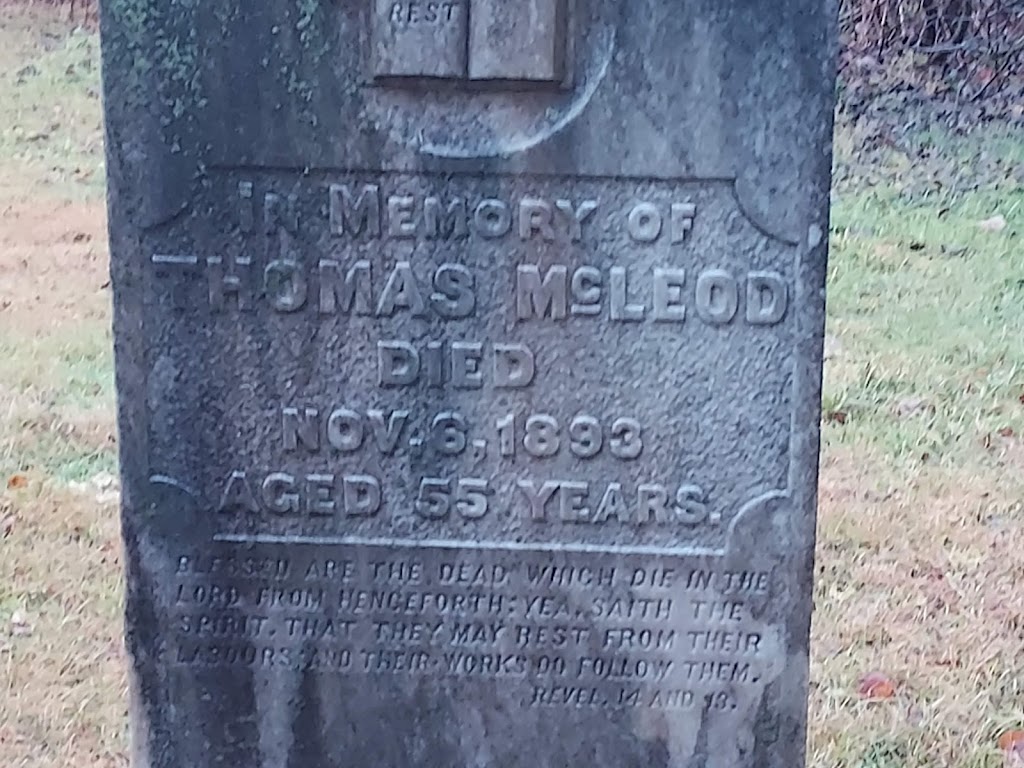 REST
IN MEMORY OF
THOMAS McLEOD
DIED
NOV. 6, 1893
AGED 55 YEARS.
BLESSED ARE THE DEAD WHICH DIE IN THE
LORD FROM HENCEFORTH: YEA, SAITH THE
SPIRIT, THAT THEY MAY REST FROM THEIR
LABOURS; AND THEIR WORKS DO FOLLOW THEM.
REVEL. 14 AND 13.